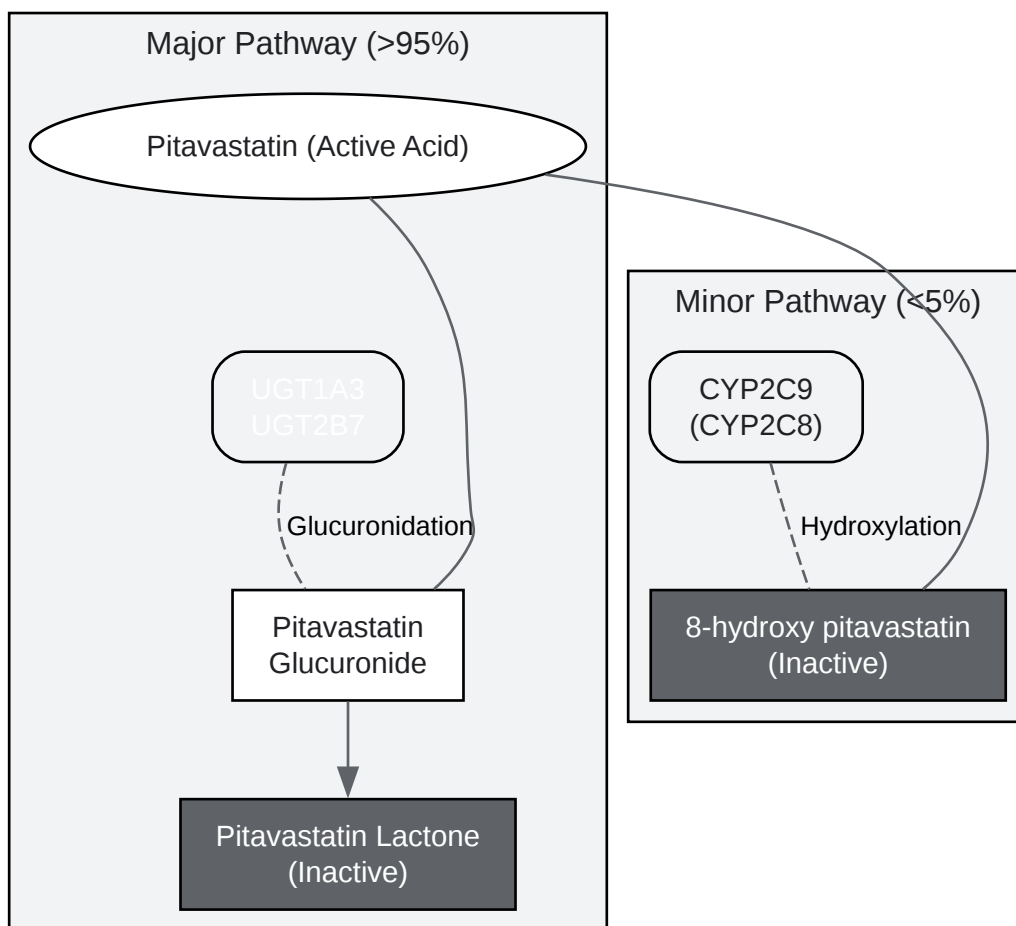 Major Pathway (>95%)
Pitavastatin (Active Acid)
UGT1A3
UGT2B7
Glucuronidation
Pitavastatin
Glucuronide
Pitavastatin Lactone
(Inactive)
Minor Pathway (<5%)
CYP2C9
(CYP2C8)
Hydroxylation
8-hydroxy pitavastatin
(Inactive)